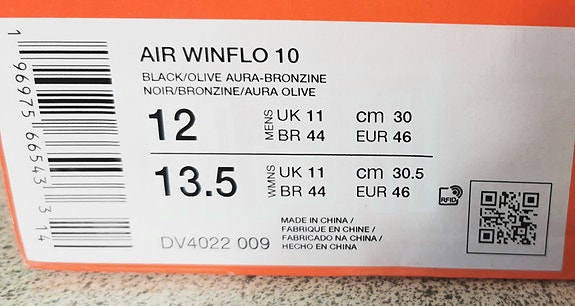 AIR WINFLO 10
BLACK/OLIVE AURA-BRONZINE
NOIR/BRONZINE/AURA OLIVE
12 MENS UK 11 cm 30
BR 44 EUR 46
13.5 WMNS UK 11 cm 30.5
BR 44 EUR 46
RFID
MADE IN CHINA /
FABRIQUE EN CHINE /
FABRICADO NA CHINA /
HECHO EN CHINA
DV4022 009
1 96975 66543 314